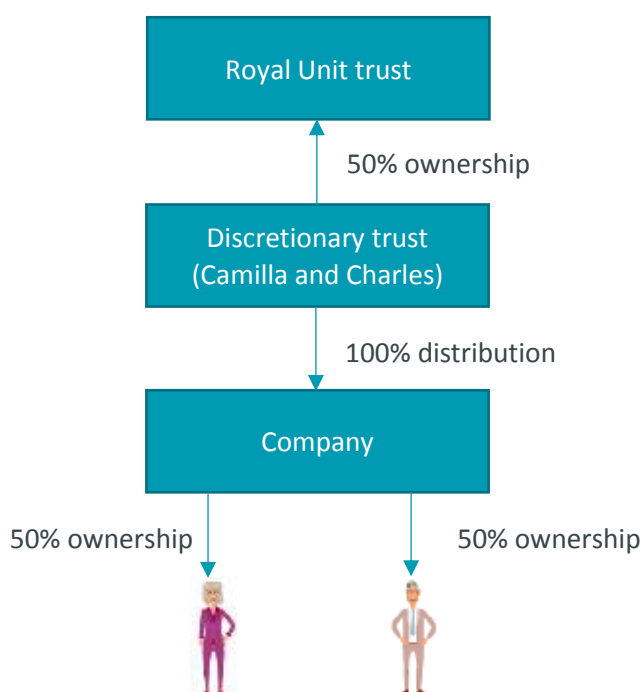 Royal Unit trust
50% ownership
Discretionary trust
(Camilla and Charles)
100% distribution
Company
50% ownership
50% ownership